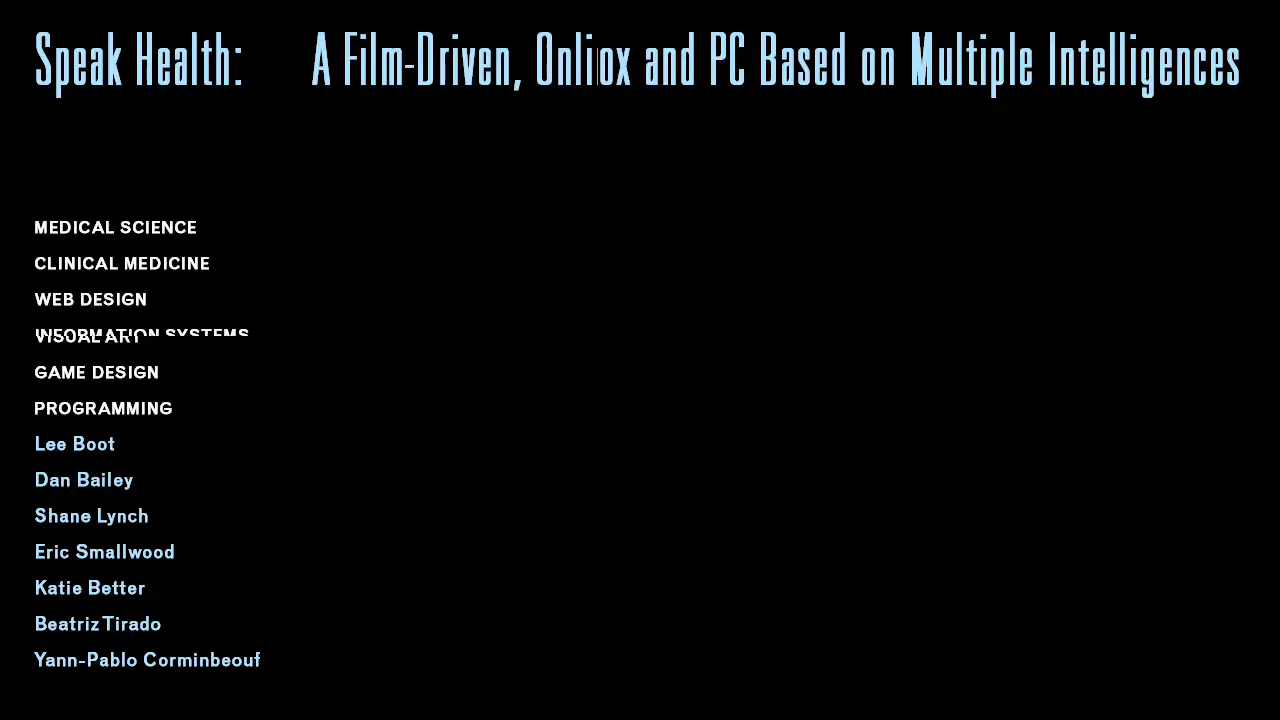 Speak Health: A Film-Driven, and PC Based on Multiple Intelligences
MEDICAL SCIENCE
CLINICAL MEDICINE
WEB DESIGN
GAME DESIGN
PROGRAMMING
Lee Boot
Dan Bailey
Shane Lynch
Eric Smallwood
Katie Better
Beatriz Tirado
Yann-Pablo Corminbeouf